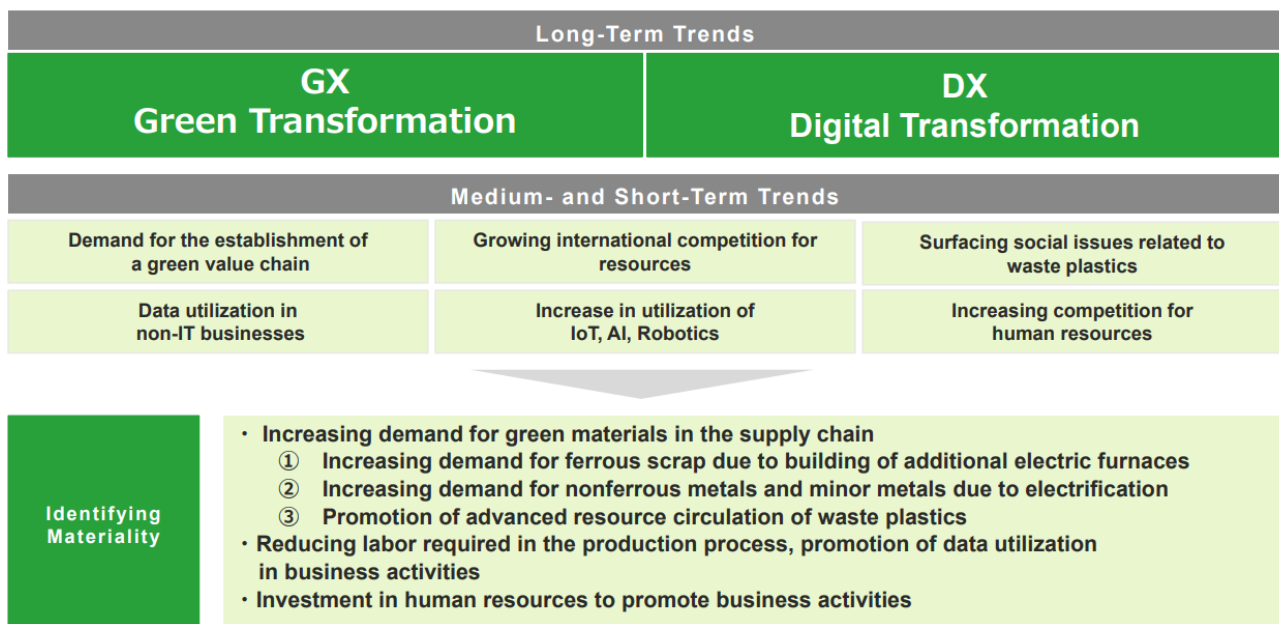 Long-Term Trends
GX
Green Transformation
DX
Digital Transformation
Medium- and Short-Term Trends
Demand for the establishment of
a green value chain
Growing international competition for
resources
Surfacing social issues related to
waste plastics
Data utilization in
non-IT businesses
Increase in utilization of
IoT, AI, Robotics
Increasing competition for
human resources
Identifying
Materiality
・ Increasing demand for green materials in the supply chain
① Increasing demand for ferrous scrap due to building of additional electric furnaces
② Increasing demand for nonferrous metals and minor metals due to electrification
③ Promotion of advanced resource circulation of waste plastics
・ Reducing labor required in the production process, promotion of data utilization
in business activities
・ Investment in human resources to promote business activities